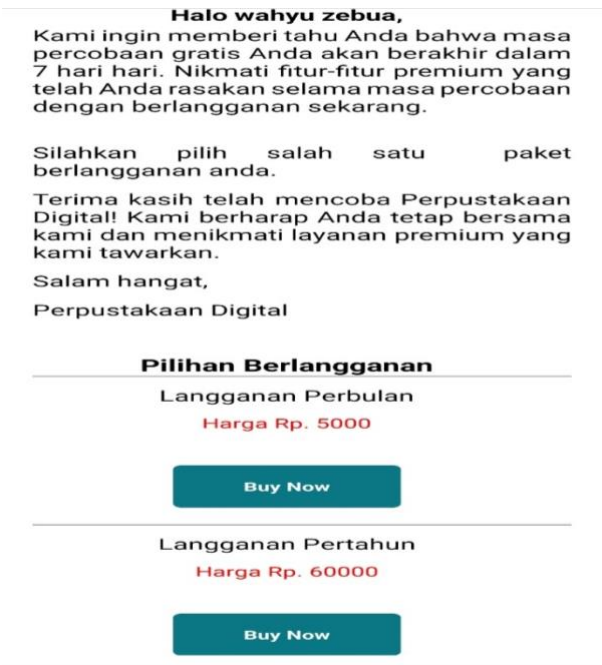 Halo wahyu zebua,
Kami ingin memberi tahu Anda bahwa masa
percobaan gratis Anda akan berakhir dalam
7 hari hari. Nikmati fitur-fitur premium yang
telah Anda rasakan selama masa percobaan
dengan berlangganan sekarang.
Silahkan pilih salah satu paket
berlangganan anda.
Terima kasih telah mencoba Perpustakaan
Digital! Kami berharap Anda tetap bersama
kami dan menikmati layanan premium yang
kami tawarkan.
Salam hangat,
Perpustakaan Digital
Pilihan Berlangganan
Langganan Perbulan
Harga Rp. 5000
Buy Now
Langganan Pertahun
Harga Rp. 60000
Buy Now